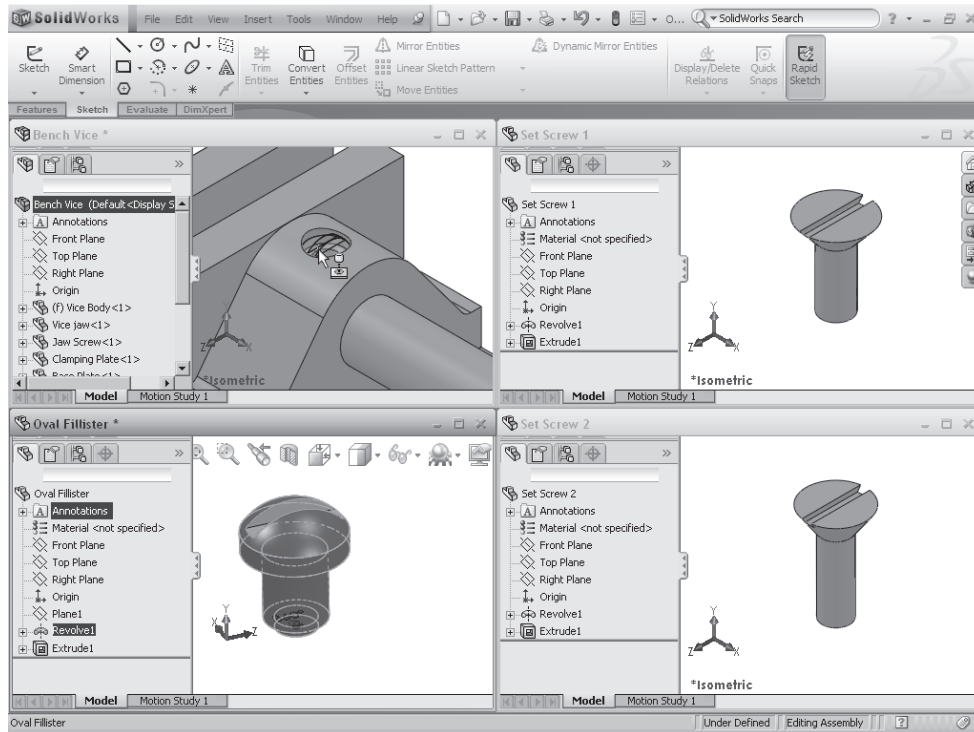 SolidWorks File Edit View Insert Tools Window Help o... SolidWorks Search ?
Sketch
Smart Dimension
Trim Entities
Convert Entities
Offset Entities
Mirror Entities
Linear Sketch Pattern
Move Entities
Dynamic Mirror Entities
Display/Delete Relations
Quick Snaps
Rapid Sketch
Features Sketch Evaluate DimXpert
Bench Vice *
Bench Vice (Default<Display S
Annotations
Front Plane
Top Plane
Right Plane
Origin
(f) Vice Body<1>
Vice jaw<1>
Jaw Screw<1>
Clamping Plate<1>
Base Plate<1>
Y
Z
X
*Isometric
Model Motion Study 1
Set Screw 1
Set Screw 1
Annotations
Material <not specified>
Front Plane
Top Plane
Right Plane
Origin
Revolve1
Extrude1
Y
Z
X
*Isometric
Model Motion Study 1
Oval Fillister *
Oval Fillister
Annotations
Material <not specified>
Front Plane
Top Plane
Right Plane
Origin
Plane1
Revolve1
Extrude1
Y
X
Z
Model Motion Study 1
Set Screw 2
Set Screw 2
Annotations
Material <not specified>
Front Plane
Top Plane
Right Plane
Origin
Revolve1
Extrude1
Y
Z
X
*Isometric
Model Motion Study 1
Oval Fillister Under Defined Editing Assembly ?